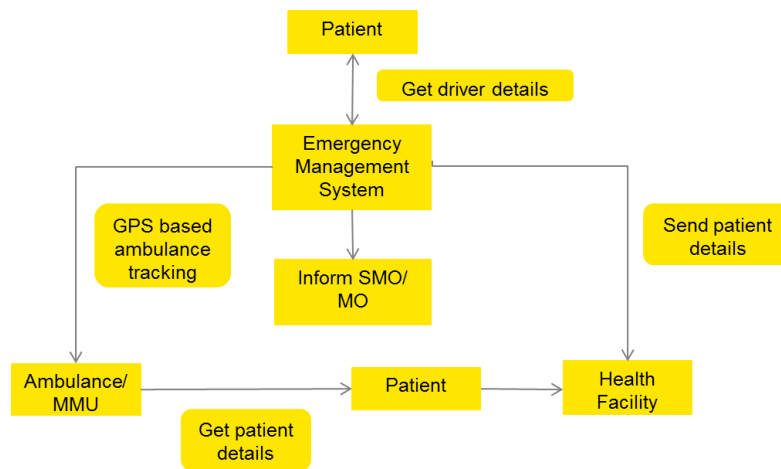 Patient
Get driver details
Emergency
Management
System
GPS based
ambulance
tracking
Send patient
details
Inform SMO/
MO
Ambulance/
MMU
Patient
Health
Facility
Get patient
details